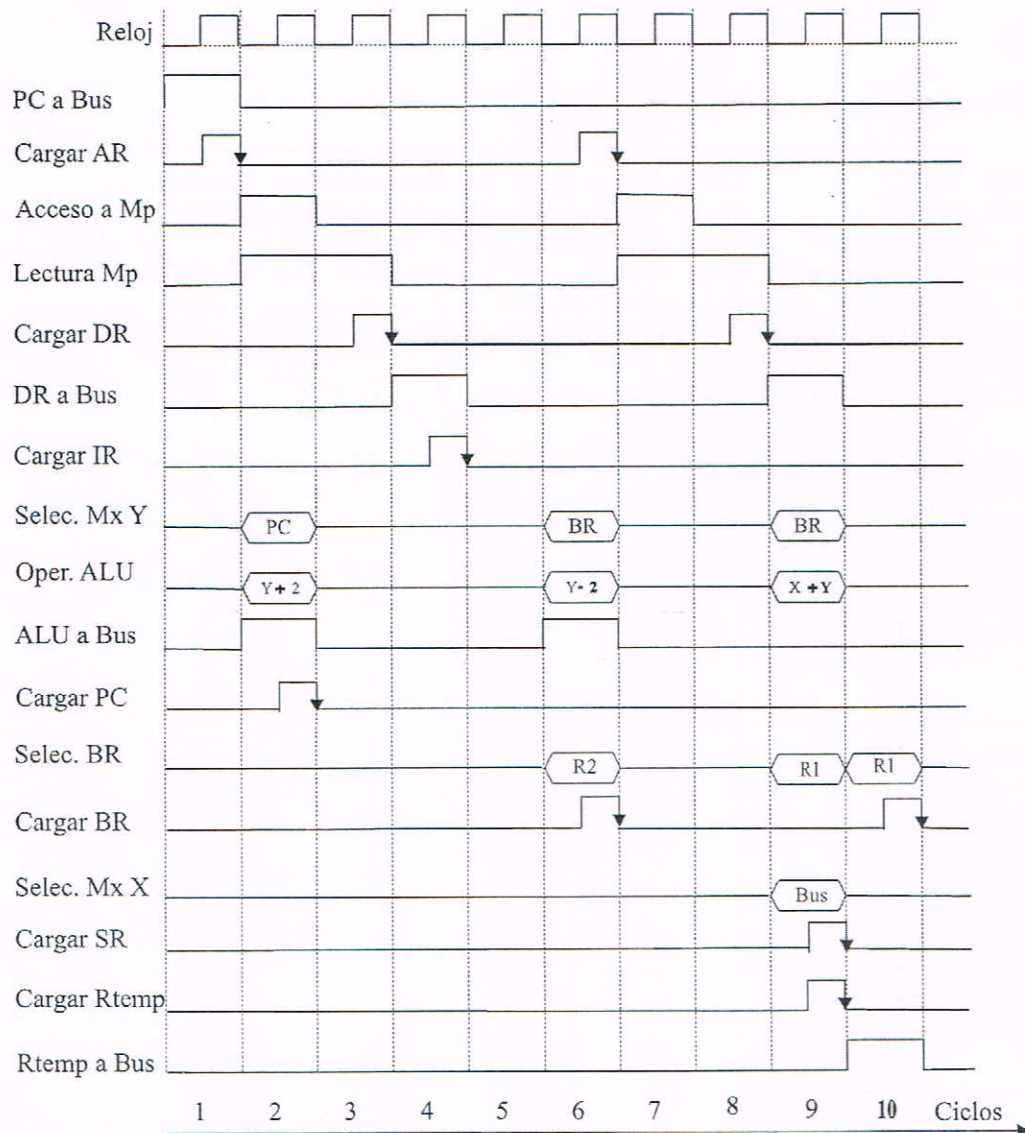 Reloj
PC a Bus
Cargar AR
Acceso a Mp
Lectura Mp
Cargar DR
DR a Bus
Cargar IR
Selec. Mx Y PC BR BR
Oper. ALU Y+ 2 Y- 2 X +Y
ALU a Bus
Cargar PC
Selec. BR R2 R1 R1
Cargar BR
Selec. Mx X Bus
Cargar SR
Cargar Rtemp
Rtemp a Bus
1 2 3 4 5 6 7 8 9 10 Ciclos